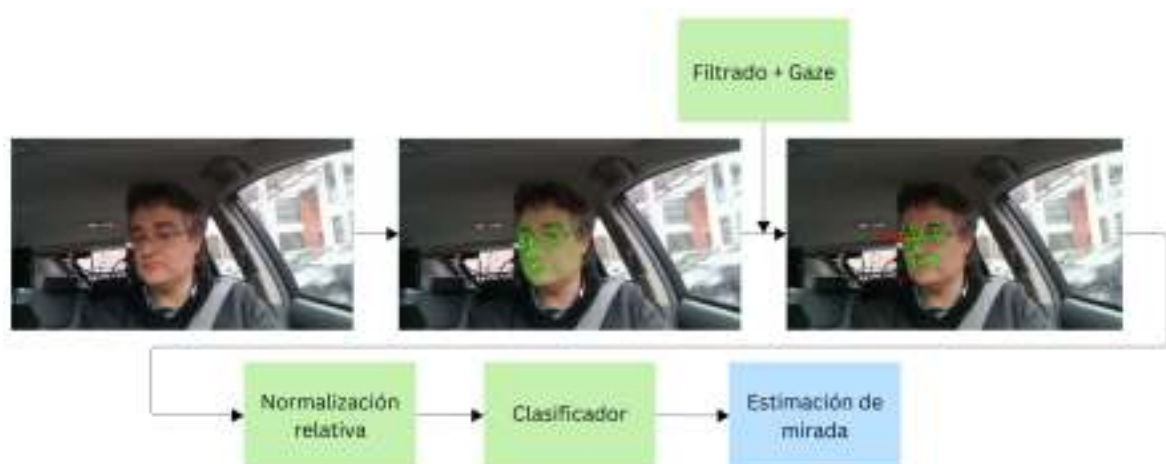 Filtrado + Gaze
Normalización
relativa
Clasificador
Estimación de
mirada